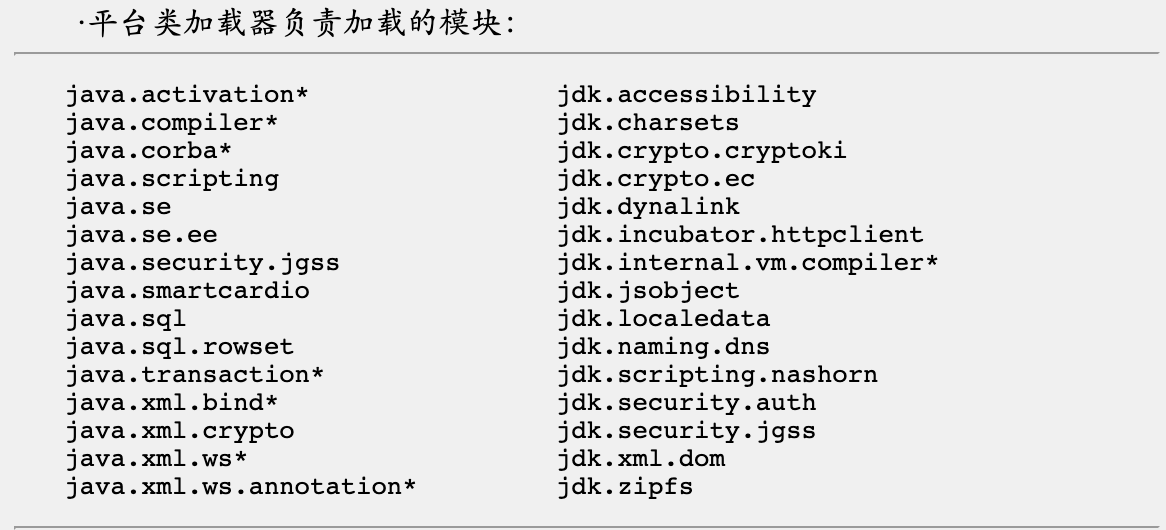 ·平台类加载器负责加载的模块:
java.activation* jdk.accessibility
java.compiler* jdk.charsets
java.corba* jdk.crypto.cryptoki
java.scripting jdk.crypto.ec
java.se jdk.dynalink
java.se.ee jdk.incubator.httpclient
java.security.jgss jdk.internal.vm.compiler*
java.smartcardio jdk.jsobject
java.sql jdk.localedata
java.sql.rowset jdk.naming.dns
java.transaction* jdk.scripting.nashorn
java.xml.bind* jdk.security.auth
java.xml.crypto jdk.security.jgss
java.xml.ws* jdk.xml.dom
java.xml.ws.annotation* jdk.zipfs